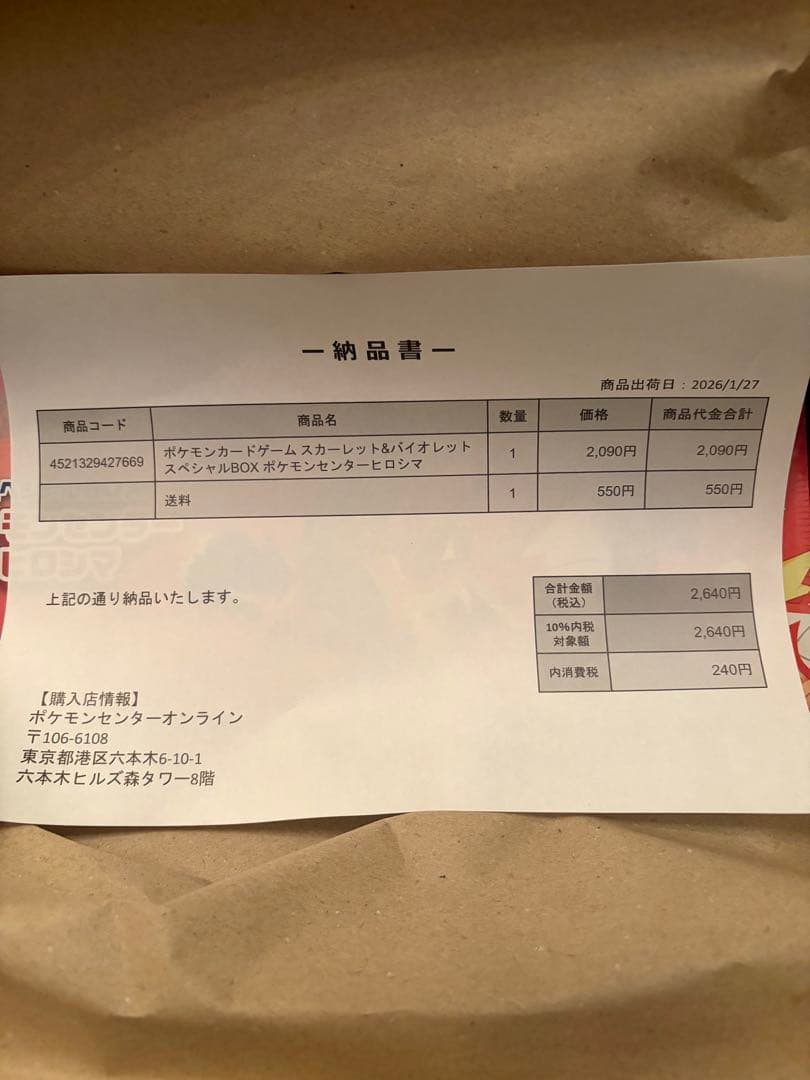 ー納品書ー
商品出荷日：2026/1/27
商品コード 商品名 数量 価格 商品代金合計
4521329427669 ポケモンカードゲーム スカーレット&バイオレット
スペシャルBOX ポケモンセンターヒロシマ 1 2,090円 2,090円
送料 1 550円 550円
上記の通り納品いたします。
合計金額
（税込） 2,640円
10%内税
対象額 2,640円
内消費税 240円
【購入店情報】
ポケモンセンターオンライン
〒106-6108
東京都港区六本木6-10-1
六本木ヒルズ森タワー8階
ヒロシマ